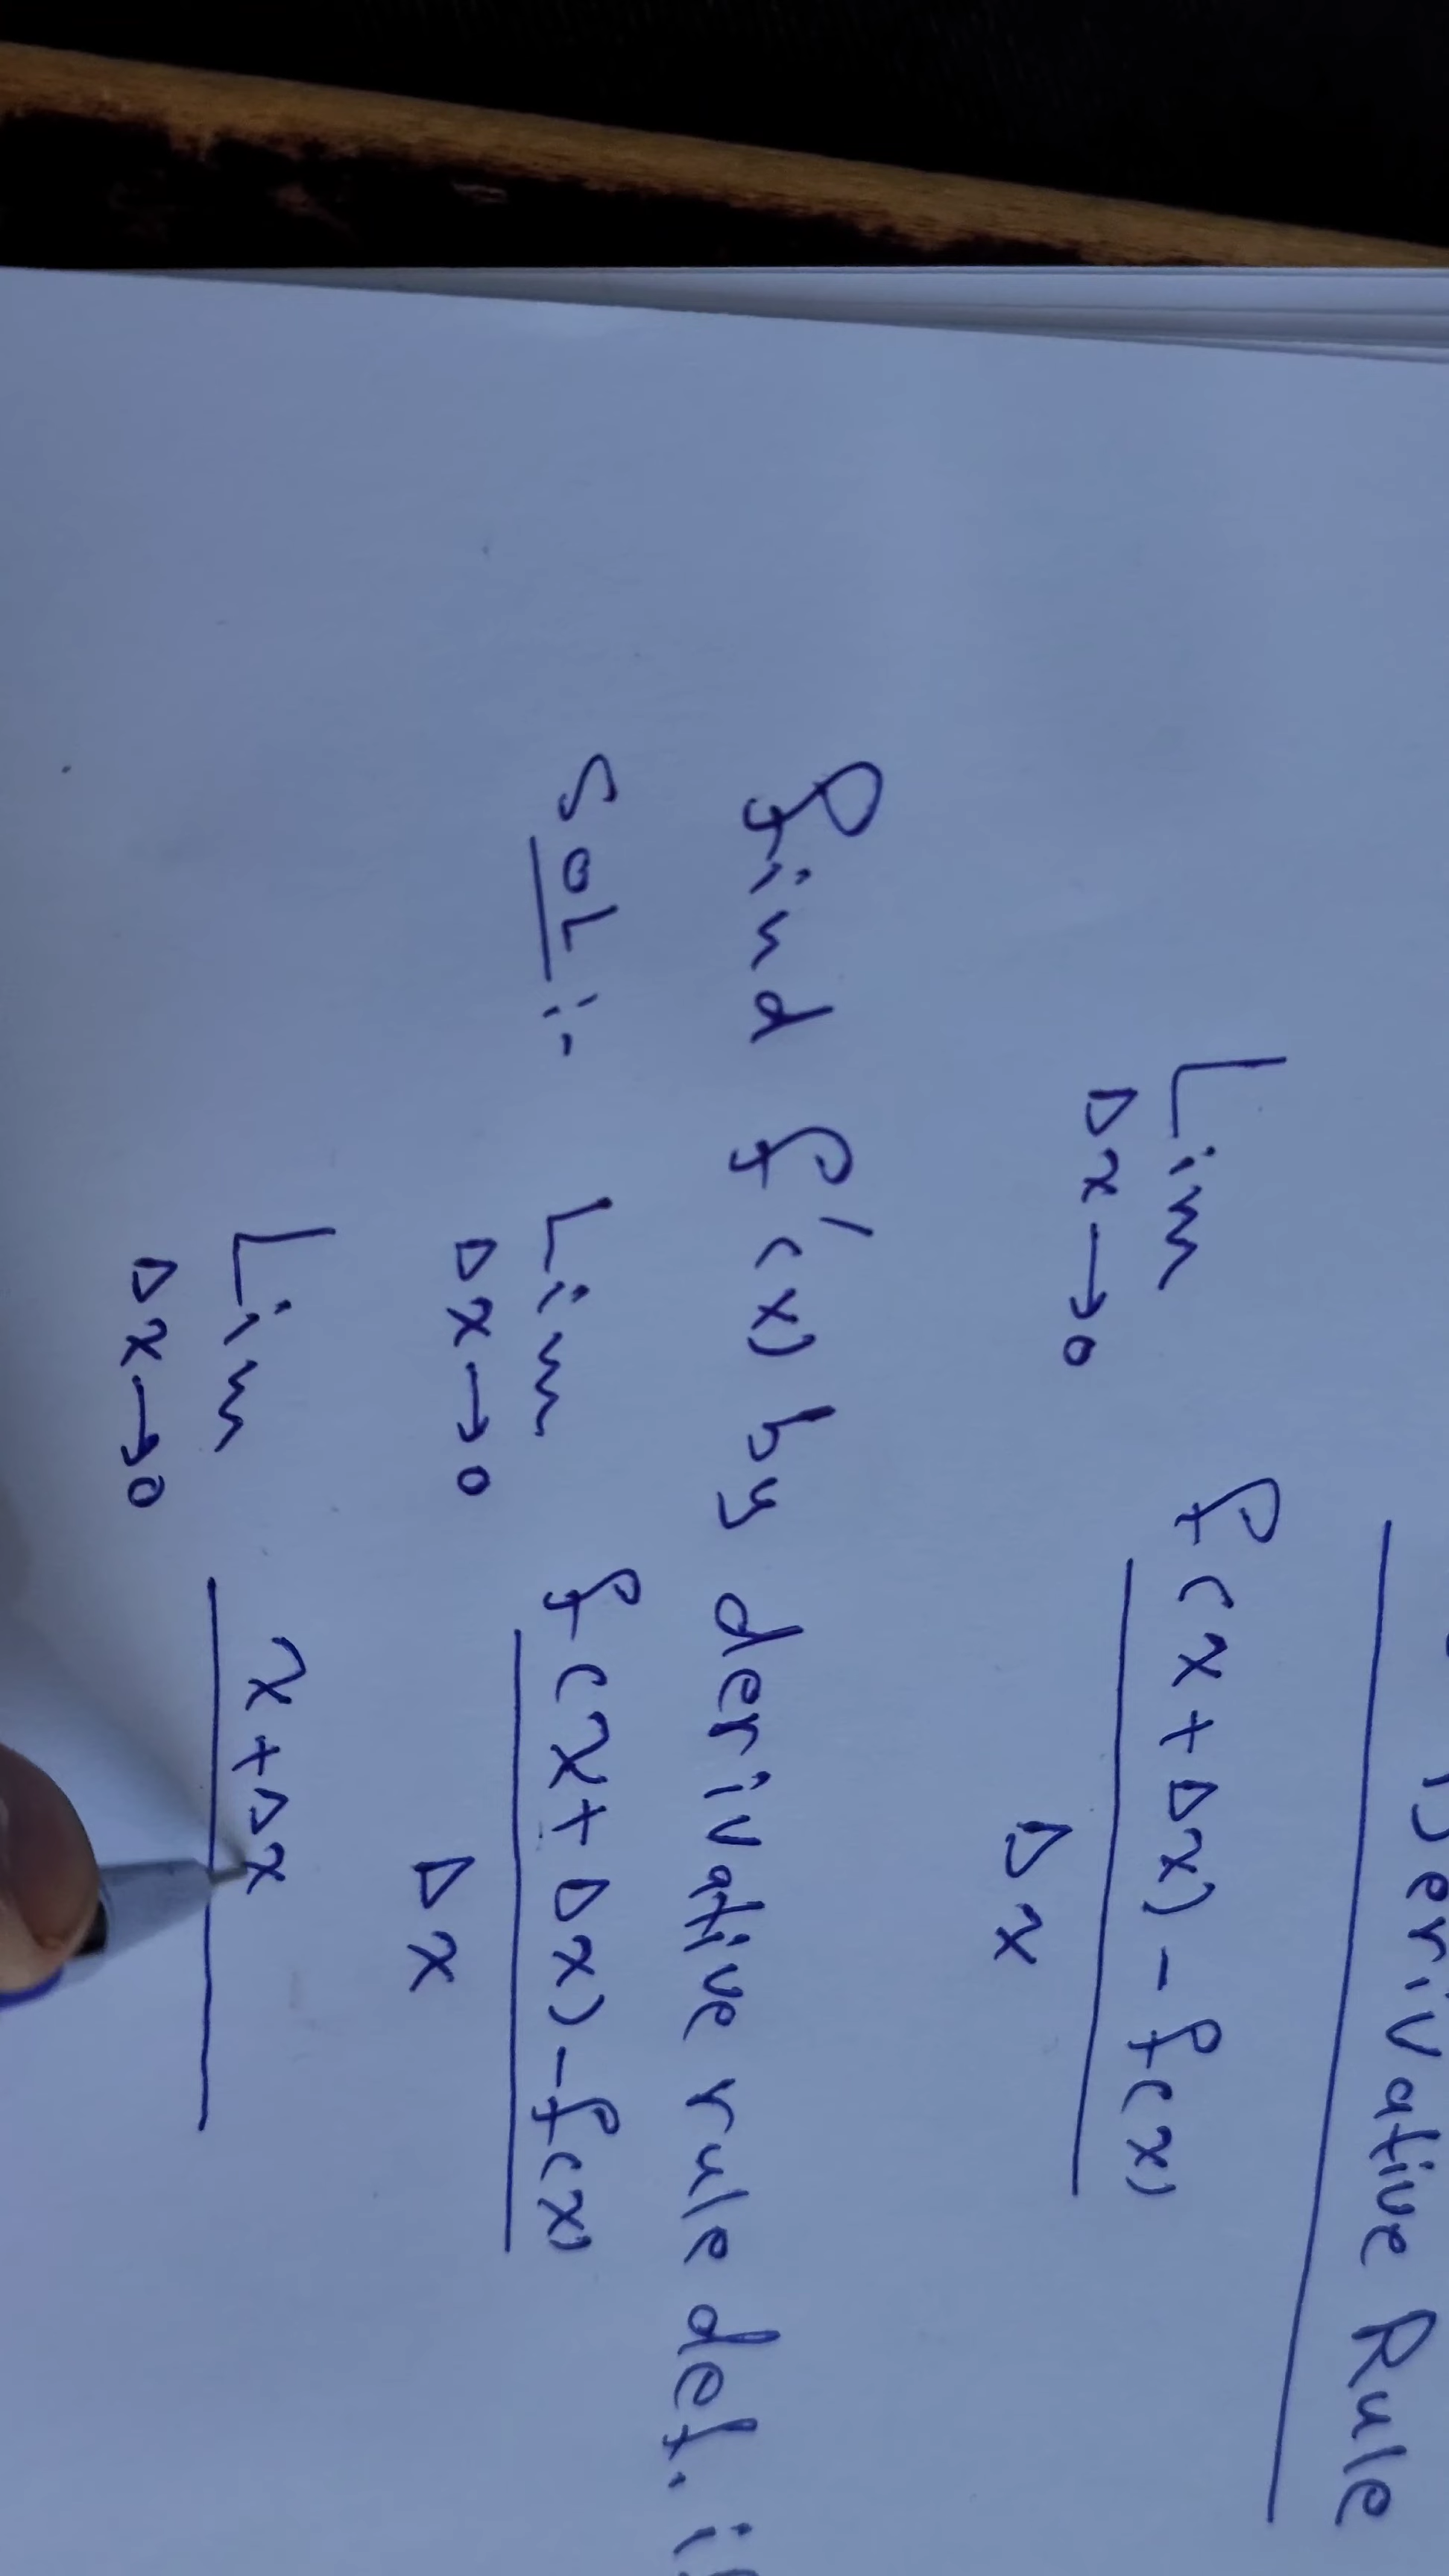 Derivative Rule
Lim f(x+Δx)-f(x)
Δx→0 Δx
find f'(x) by derivative rule def.
Sol:- Lim f(x+Δx)-f(x)
Δx→0 Δx
Lim x+Δx
Δx→0